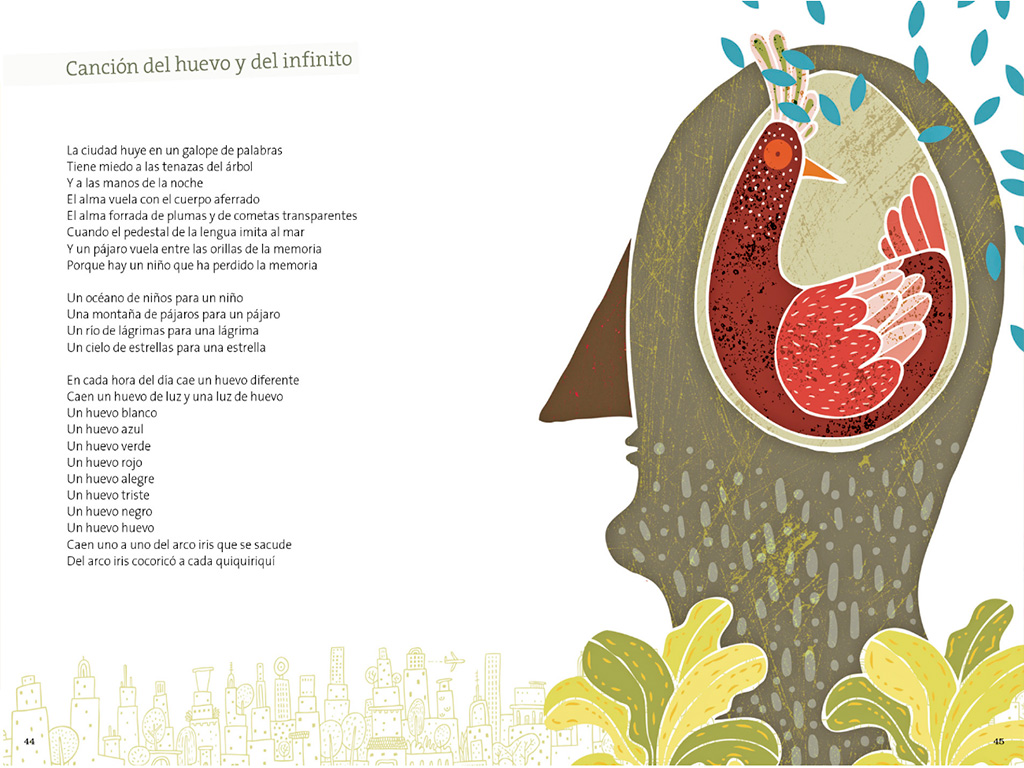 Canción del huevo y del infinito
La ciudad huye en un galope de palabras
Tiene miedo a las tenazas del árbol
Y a las manos de la noche
El alma vuela con el cuerpo aferrado
El alma forrada de plumas y de cometas transparentes
Cuando el pedestal de la lengua imita al mar
Y un pájaro vuela entre las orillas de la memoria
Porque hay un niño que ha perdido la memoria
Un océano de niños para un niño
Una montaña de pájaros para un pájaro
Un río de lágrimas para una lágrima
Un cielo de estrellas para una estrella
En cada hora del día cae un huevo diferente
Caen un huevo de luz y una luz de huevo
Un huevo blanco
Un huevo azul
Un huevo verde
Un huevo rojo
Un huevo alegre
Un huevo triste
Un huevo negro
Un huevo huevo
Caen uno a uno del arco iris que se sacude
Del arco iris cocoricó a cada quiquiriquí
44
45